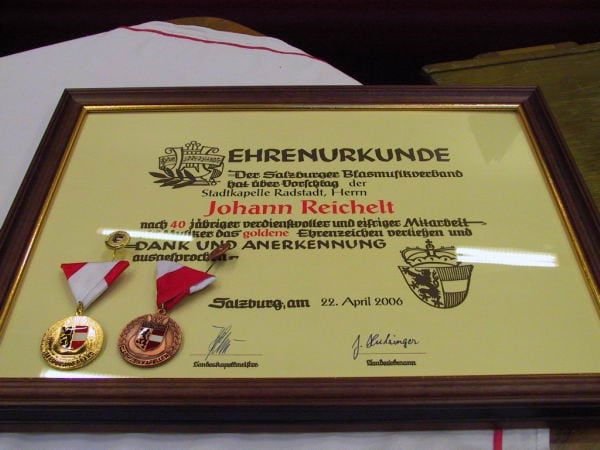 EHRENURKUNDE
Der Salzburger Blasmusikverband
hat über Vorschlag der
Stadtkapelle Radstadt, Herrn
Johann Reichelt
nach 40 jähriger verdienstvoller und eifriger Mitarbeit
Musiker das goldene Ehrenzeichen verliehen und
DANK UND ANERKENNUNG
ausgesprochen
Salzburg, am 22. April 2006
Landeskapellmeister
Landesobmann